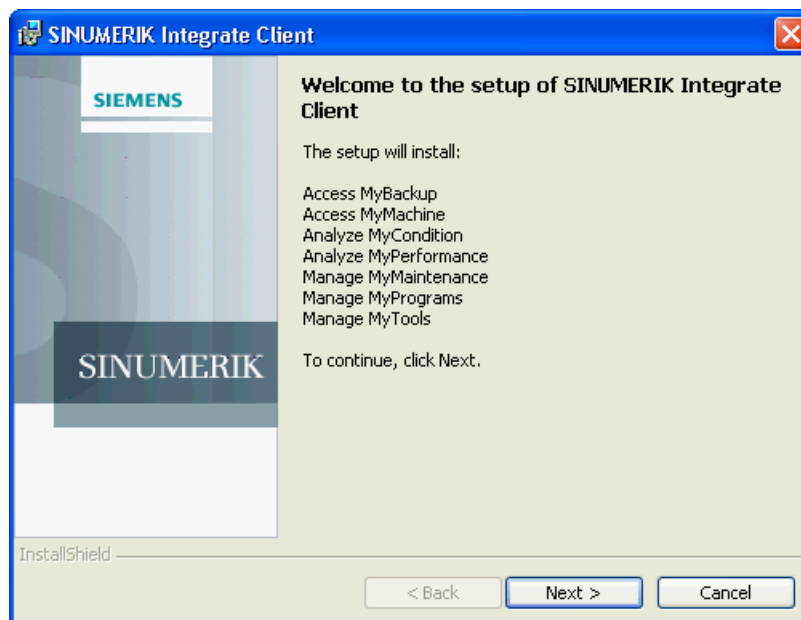 SINUMERIK Integrate Client
SIEMENS
SINUMERIK
Welcome to the setup of SINUMERIK Integrate
Client
The setup will install:
Access MyBackup
Access MyMachine
Analyze MyCondition
Analyze MyPerformance
Manage MyMaintenance
Manage MyPrograms
Manage MyTools
To continue, click Next.
InstallShield
< Back Next > Cancel